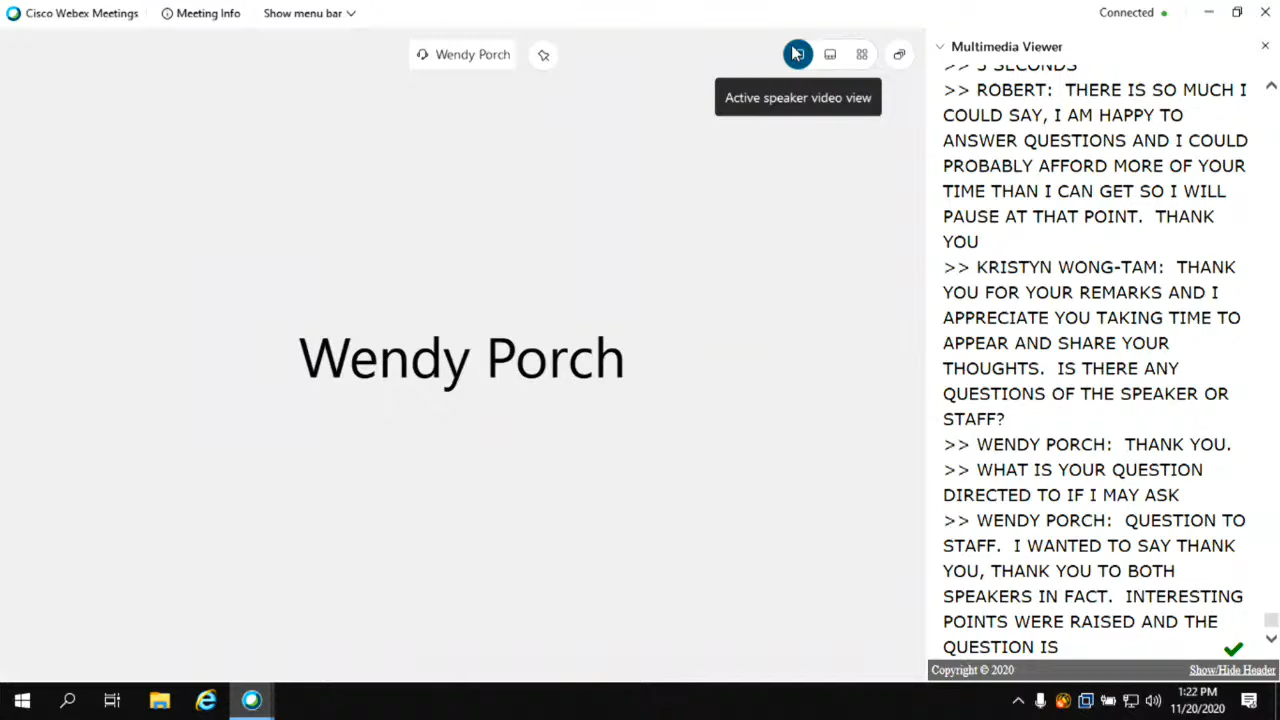 Cisco Webex Meetings
Meeting Info
Show menu bar
Connected
Wendy Porch
Active speaker video view
Wendy Porch
Multimedia Viewer
>> 5 SECONDS
>> ROBERT: THERE IS SO MUCH I
COULD SAY, I AM HAPPY TO
ANSWER QUESTIONS AND I COULD
PROBABLY AFFORD MORE OF YOUR
TIME THAN I CAN GET SO I WILL
PAUSE AT THAT POINT. THANK
YOU
>> KRISTYN WONG-TAM: THANK
YOU FOR YOUR REMARKS AND I
APPRECIATE YOU TAKING TIME TO
APPEAR AND SHARE YOUR
THOUGHTS. IS THERE ANY
QUESTIONS OF THE SPEAKER OR
STAFF?
>> WENDY PORCH: THANK YOU.
>> WHAT IS YOUR QUESTION
DIRECTED TO IF I MAY ASK
>> WENDY PORCH: QUESTION TO
STAFF. I WANTED TO SAY THANK
YOU, THANK YOU TO BOTH
SPEAKERS IN FACT. INTERESTING
POINTS WERE RAISED AND THE
QUESTION IS
Copyright © 2020
Show/Hide Header
1:22 PM
11/20/2020